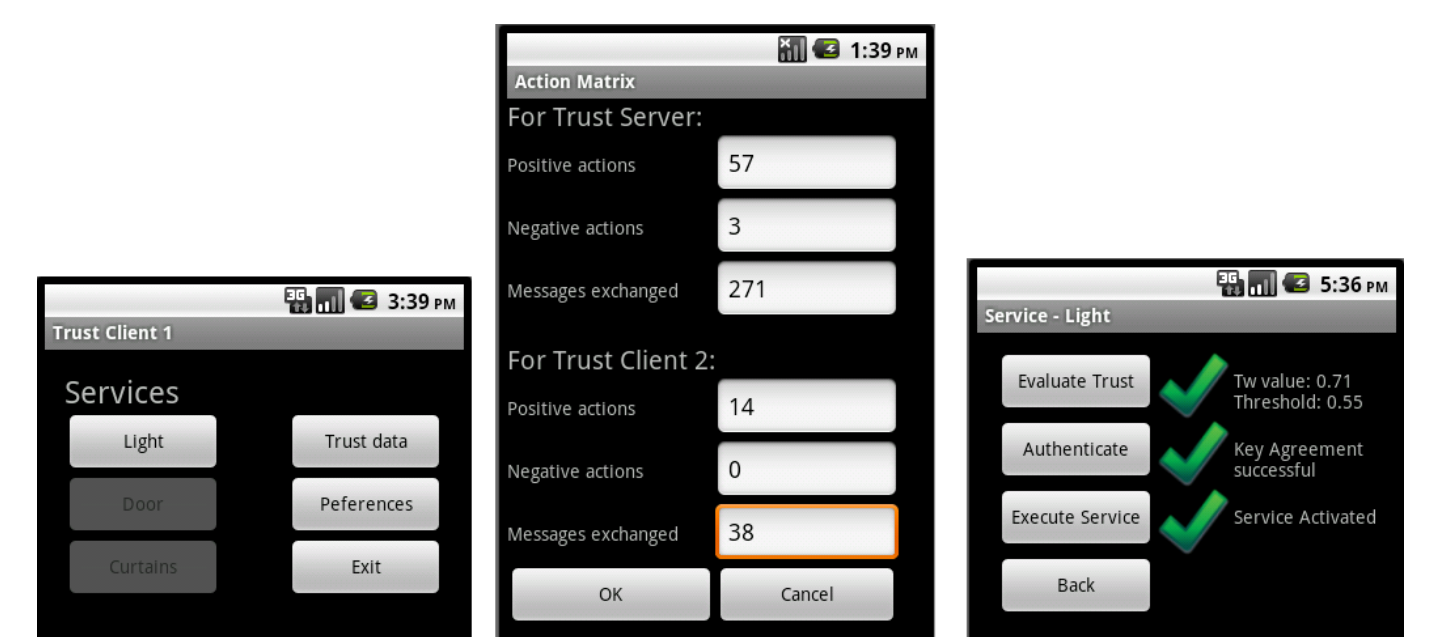 3:39 PM
Trust Client 1
Services
Light
Trust data
Door
Peferences
Curtains
Exit
1:39 PM
Action Matrix
For Trust Server:
Positive actions 57
Negative actions 3
Messages exchanged 271
For Trust Client 2:
Positive actions 14
Negative actions 0
Messages exchanged 38
OK
Cancel
5:36 PM
Service - Light
Evaluate Trust
Tw value: 0.71
Threshold: 0.55
Authenticate
Key Agreement
successful
Execute Service
Service Activated
Back
3G
3G